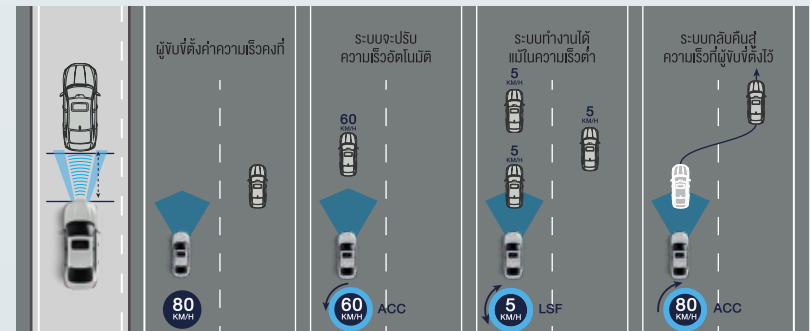 ผู้ขับขี่ตั้งค่าความเร็วคงที่
80
KM/H
ระบบจะปรับ
ความเร็วอัตโนมัติ
60
KM/H
60
KM/H
ACC
ระบบทำงานได้
แม้ในความเร็วต่ำ
5
KM/H
5
KM/H
5
KM/H
5
KM/H
LSF
ระบบกลับคืนสู่
ความเร็วที่ผู้ขับขี่ตั้งไว้
80
KM/H
ACC